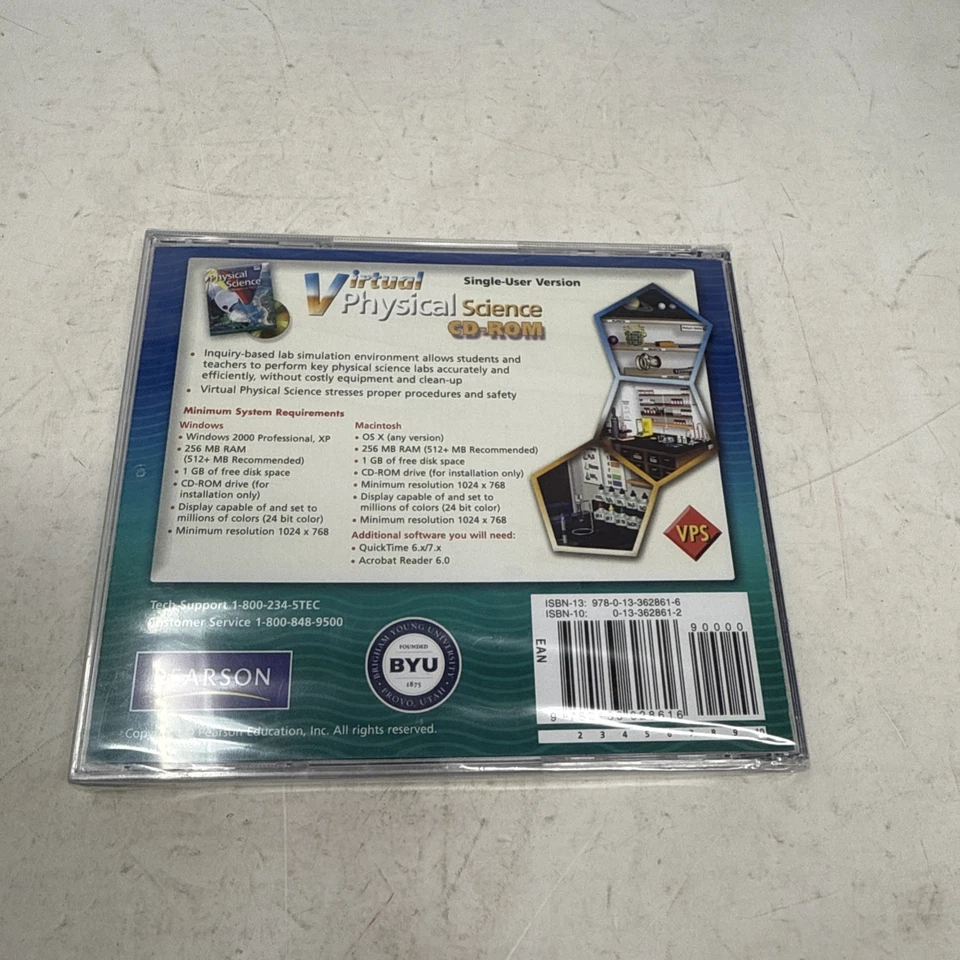 Physical
Science
Virtual
Physical Science
CD-ROM
Single-User Version
• Inquiry-based lab simulation environment allows students and
teachers to perform key physical science labs accurately and
efficiently, without costly equipment and clean-up
• Virtual Physical Science stresses proper procedures and safety
Minimum System Requirements
Windows
• Windows 2000 Professional, XP
• 256 MB RAM
(512+ MB Recommended)
• 1 GB of free disk space
• CD-ROM drive (for
installation only)
• Display capable of and set to
millions of colors (24 bit color)
• Minimum resolution 1024 x 768
Macintosh
• OS X (any version)
• 256 MB RAM (512+ MB Recommended)
• 1 GB of free disk space
• CD-ROM drive (for installation only)
• Minimum resolution 1024 x 768
• Display capable of and set to
millions of colors (24 bit color)
• Minimum resolution 1024 x 768
Additional software you will need:
• QuickTime 6.x/7.x
• Acrobat Reader 6.0
VPS
Tech Support 1-800-234-5TEC
Customer Service 1-800-848-9500
PEARSON
BRIGHAM YOUNG UNIVERSITY
FOUNDED
BYU
1875
PROVO, UTAH
Pearson Education, Inc. All rights reserved.
ISBN-13: 978-0-13-362861-6
ISBN-10: 0-13-362861-2
90000
EAN
2 3 4 5 6 7 8 9 10